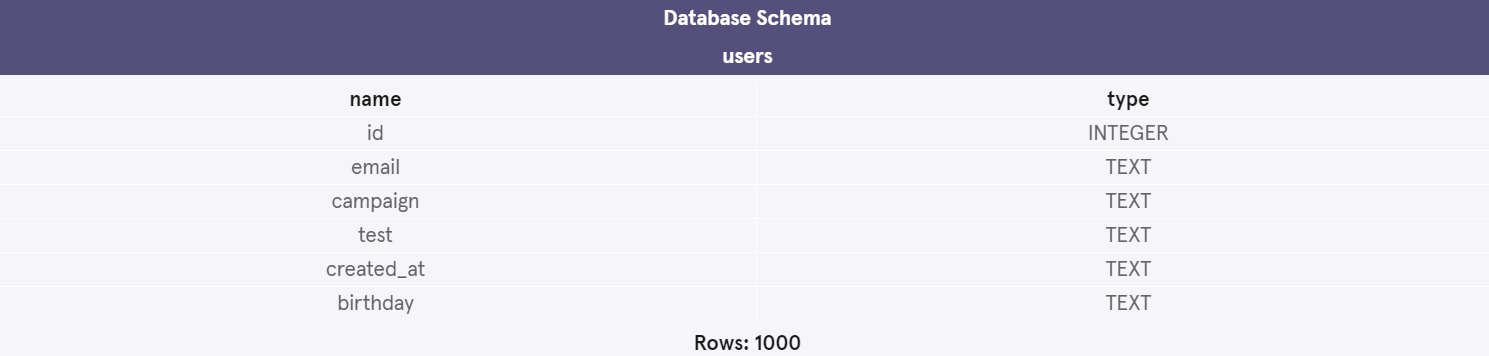 Database Schema
users
name type
id INTEGER
email TEXT
campaign TEXT
test TEXT
created_at TEXT
birthday TEXT
Rows: 1000